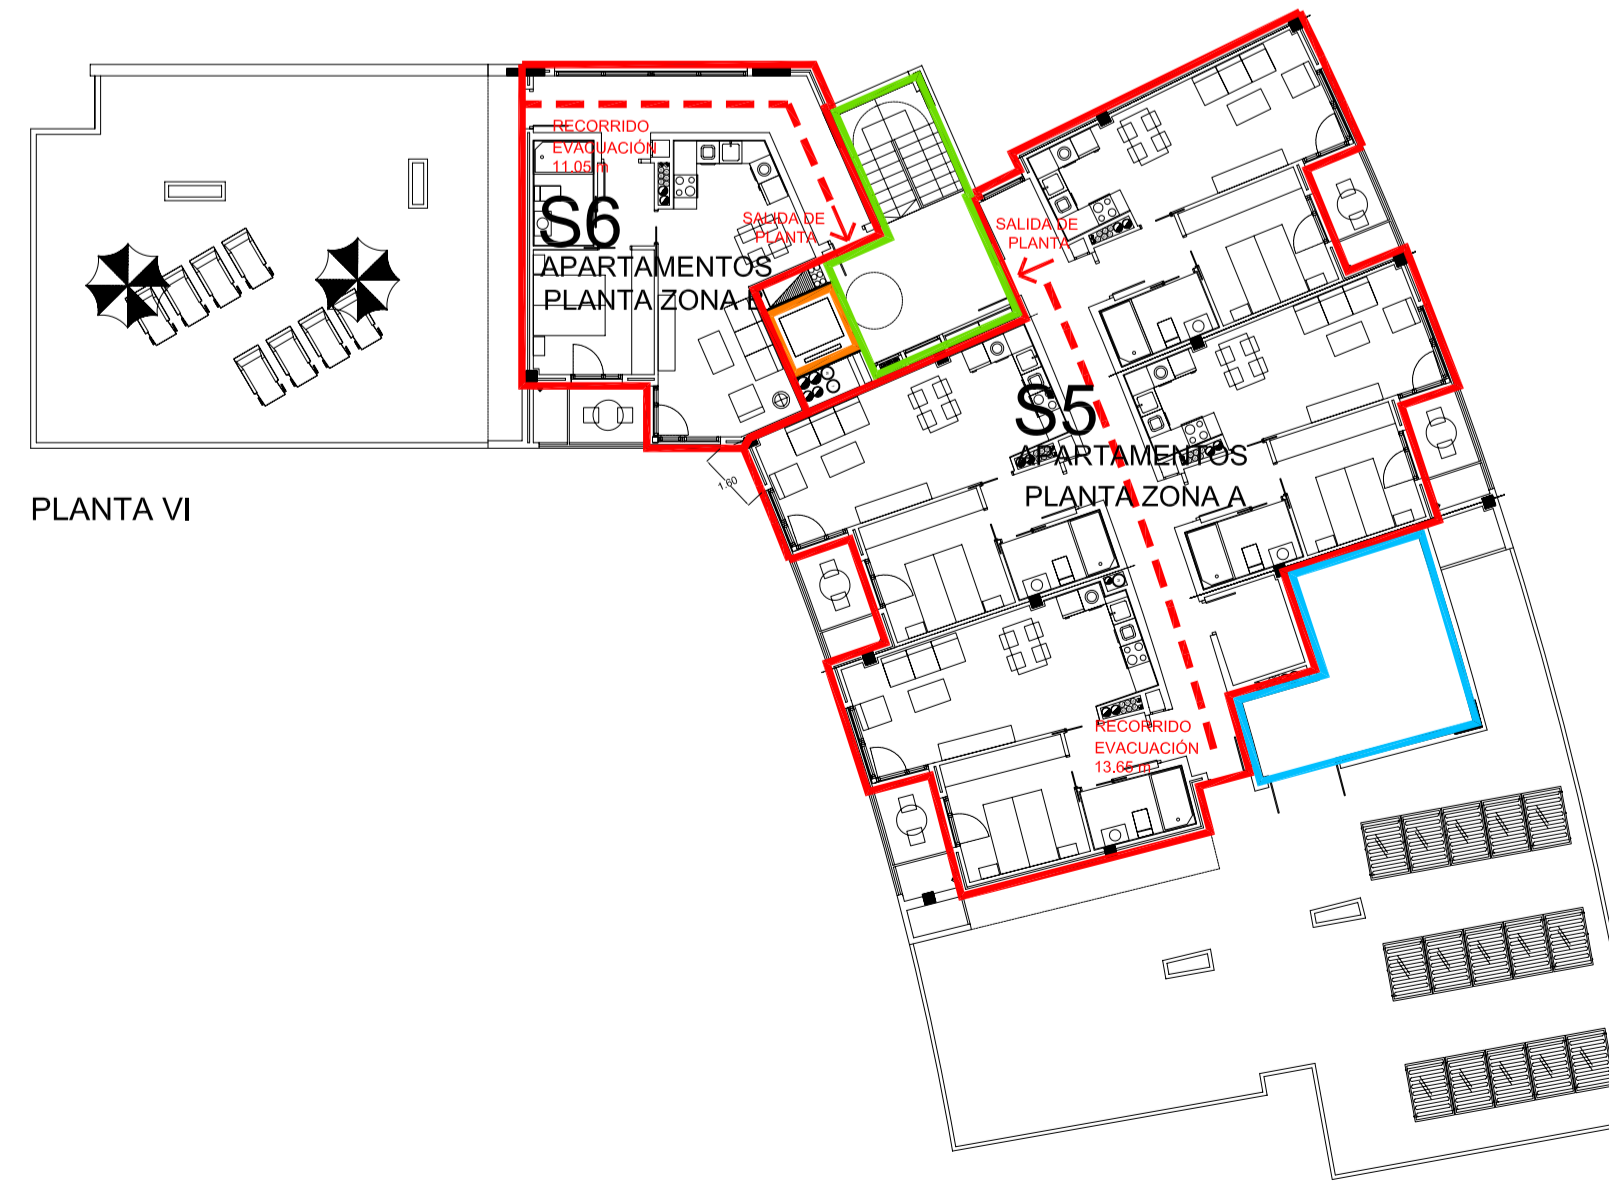 RECORRIDO
EVACUACIÓN
11.05 m
S6
APARTAMENTOS
PLANTA ZONA B
SALIDA DE
PLANTA
SALIDA DE
PLANTA
S5
APARTAMENTOS
PLANTA ZONA A
1.60
PLANTA VI
RECORRIDO
EVACUACIÓN
13.65 m